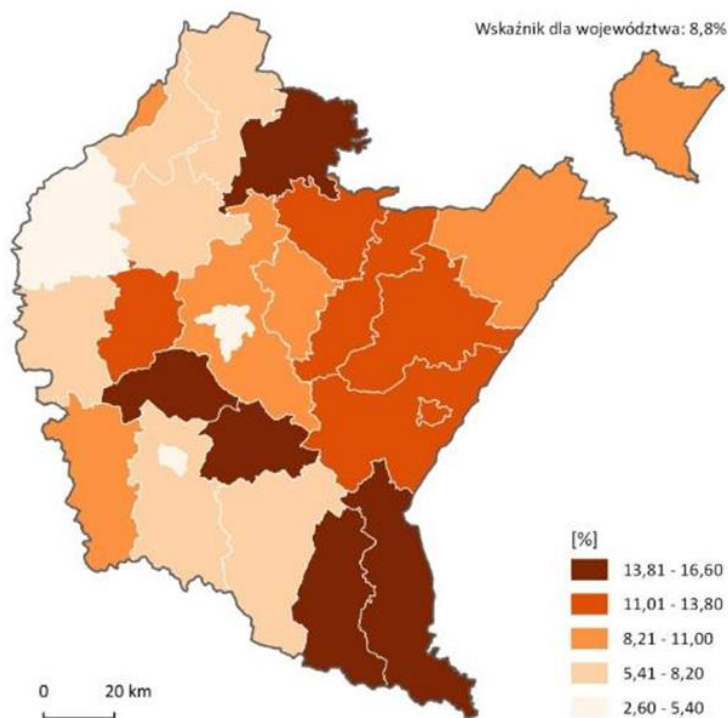 Wskaźnik dla województwa: 8,8%
[%]
13,81 - 16,60
11,01 - 13,80
8,21 - 11,00
5,41 - 8,20
2,60 - 5,40
0 20 km